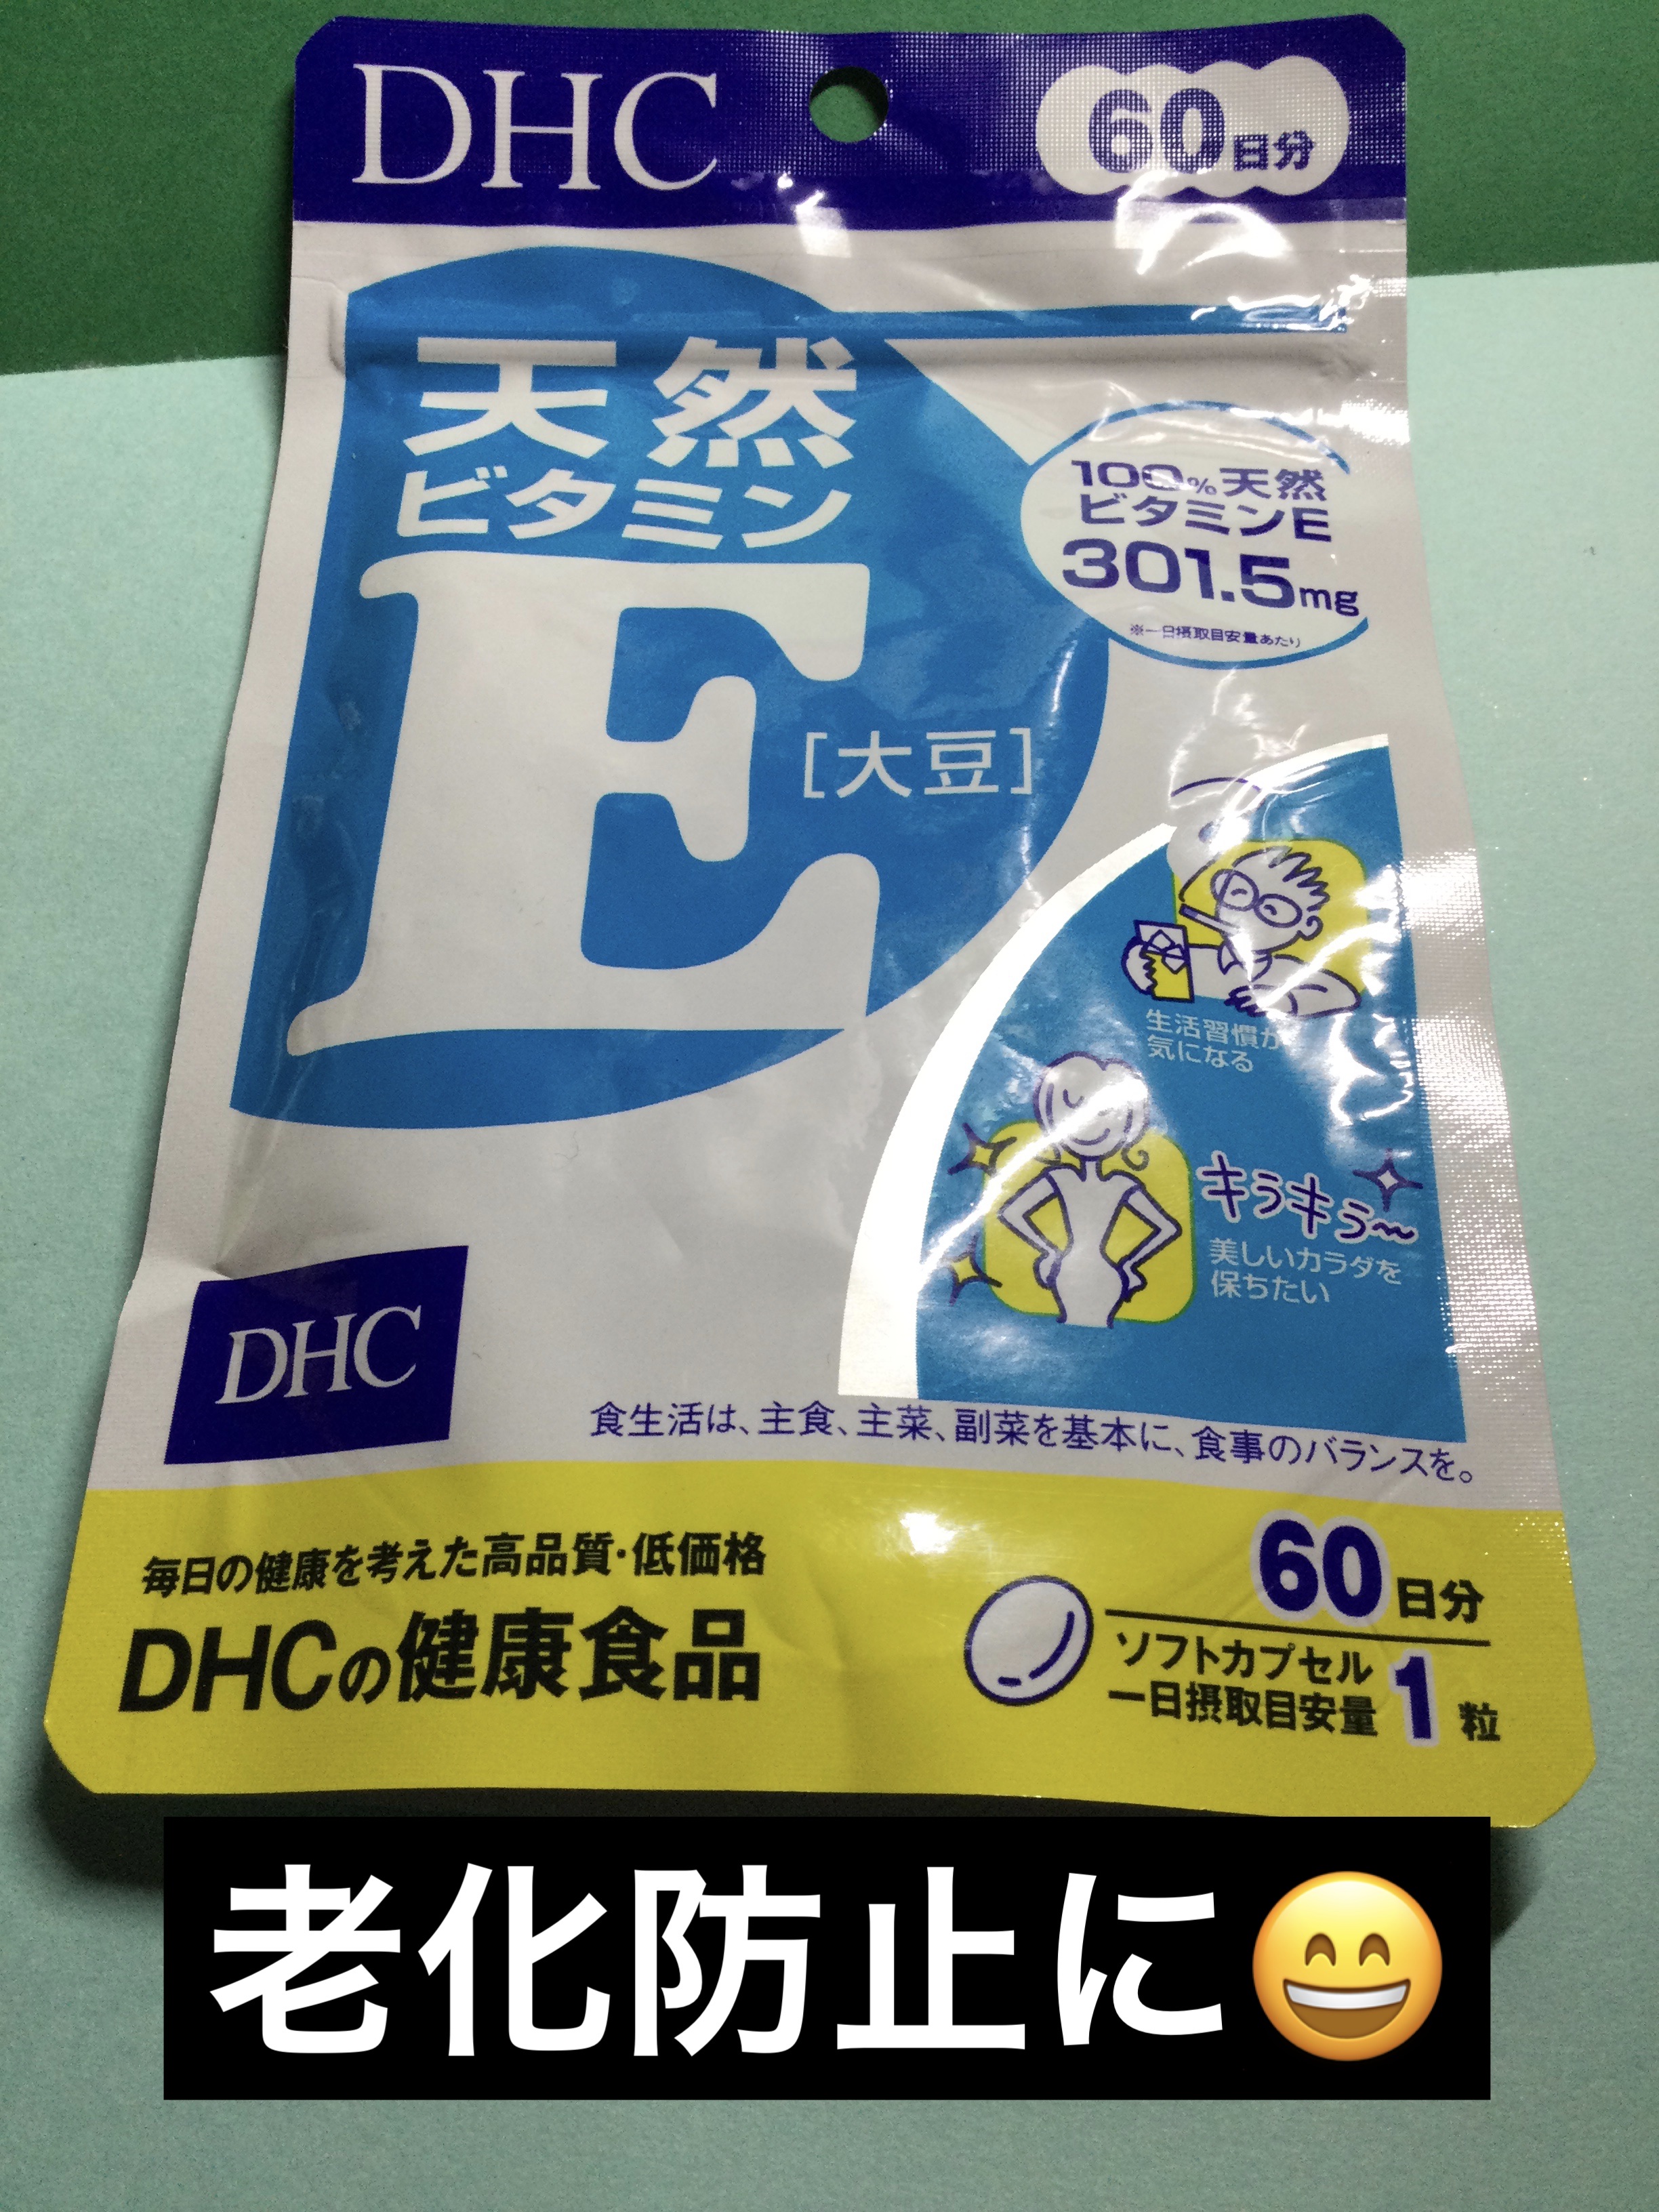 DHC
60日分
天然
ビタミン
E
[大豆]
100%天然
ビタミンE
301.5mg
※一日摂取目安量あたり
生活習慣が
気になる
キラキラ〜
美しいカラダを
保ちたい
DHC
食生活は、主食、主菜、副菜を基本に、食事のバランスを。
毎日の健康を考えた高品質・低価格
DHCの健康食品
60日分
ソフトカプセル
一日摂取目安量 1粒
老化防止に😄